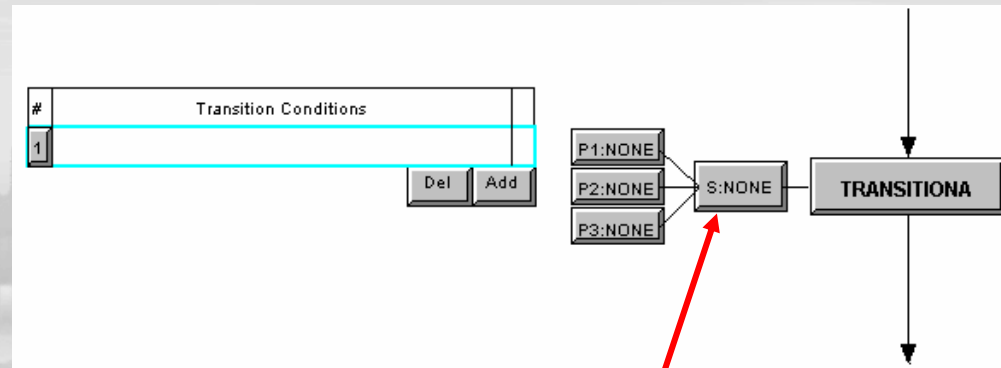 # Transition Conditions
1
Del Add
P1:NONE
P2:NONE
P3:NONE
S:NONE
TRANSITIONA